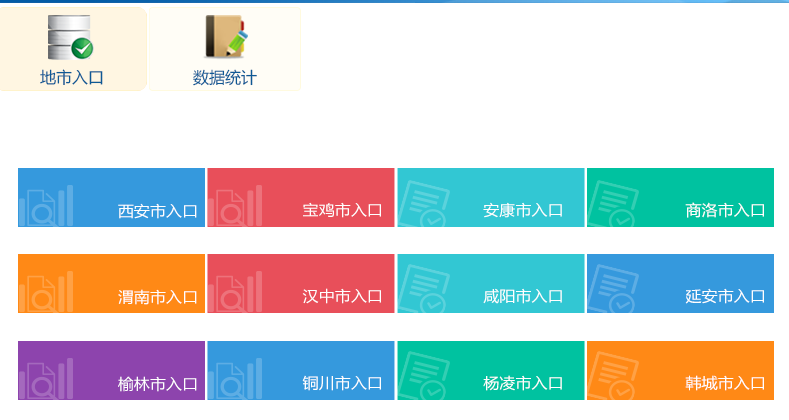 地市入口
数据统计
西安市入口
宝鸡市入口
安康市入口
商洛市入口
渭南市入口
汉中市入口
咸阳市入口
延安市入口
榆林市入口
铜川市入口
杨凌市入口
韩城市入口